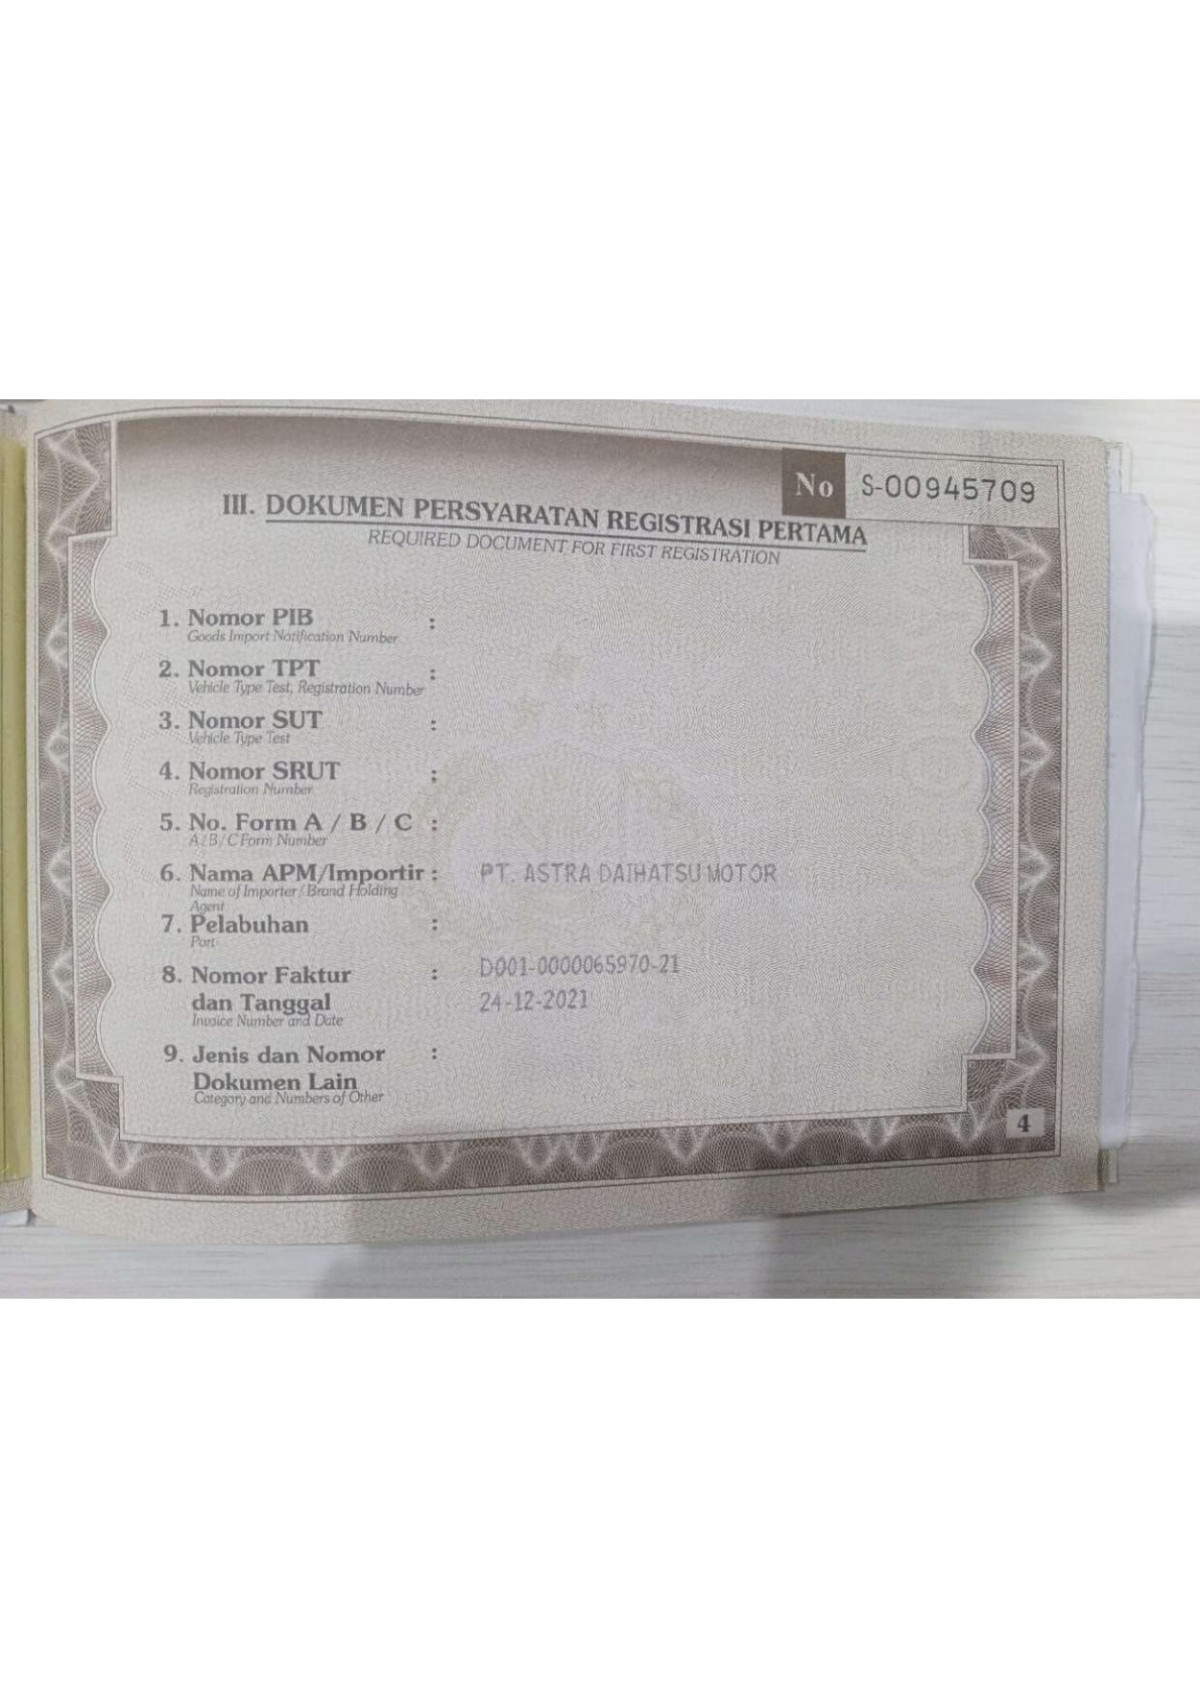 No S-00945709
III. DOKUMEN PERSYARATAN REGISTRASI PERTAMA
REQUIRED DOCUMENT FOR FIRST REGISTRATION
1. Nomor PIB :
Goods Import Notification Number
2. Nomor TPT :
Vehicle Type Test, Registration Number
3. Nomor SUT :
Vehicle Type Test
4. Nomor SRUT :
Registration Number
5. No. Form A / B / C :
A / B / C Form Number
6. Nama APM/Importir : PT. ASTRA DAIHATSU MOTOR
Name of Importer / Brand Holding
Agent
7. Pelabuhan :
Port
8. Nomor Faktur : D001-0000065970-21
dan Tanggal 24-12-2021
Invoice Number and Date
9. Jenis dan Nomor :
Dokumen Lain
Category and Numbers of Other
4